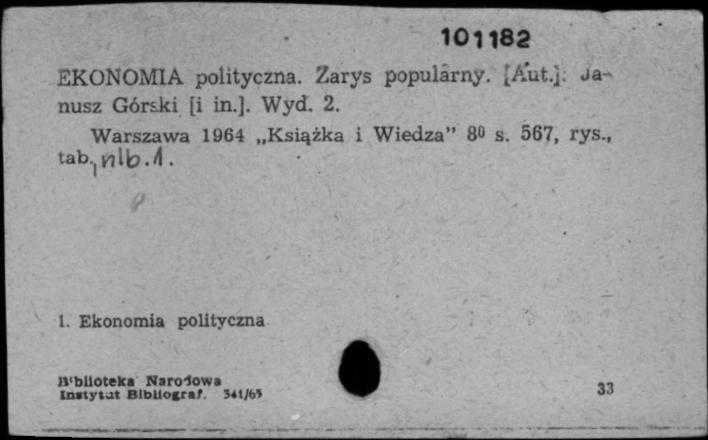 101182
EKONOMIA polityczna. Zarys popularny. [Aut.]: Ja-
nusz Górski [i in.]. Wyd. 2.
Warszawa 1964 „Książka i Wiedza” 8⁰ s. 567, rys.,
tab., nlb. 1.
1. Ekonomia polityczna
Biblioteka Narodowa
Instytut Bibliograf. 341/65
33